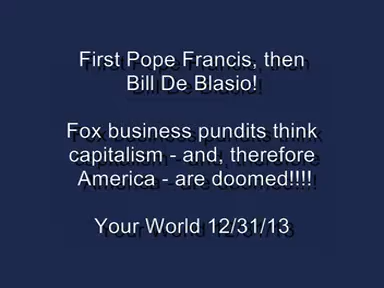 First Pope Francis, then
Bill De Blasio!
Fox business pundits think
capitalism - and, therefore
America - are doomed!!!!
Your World 12/31/13